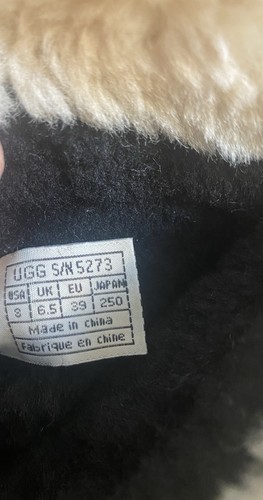 UGG S/N 5273
USA UK EU JAPAN
8 6.5 39 250
Made in China
Fabriqué en chine